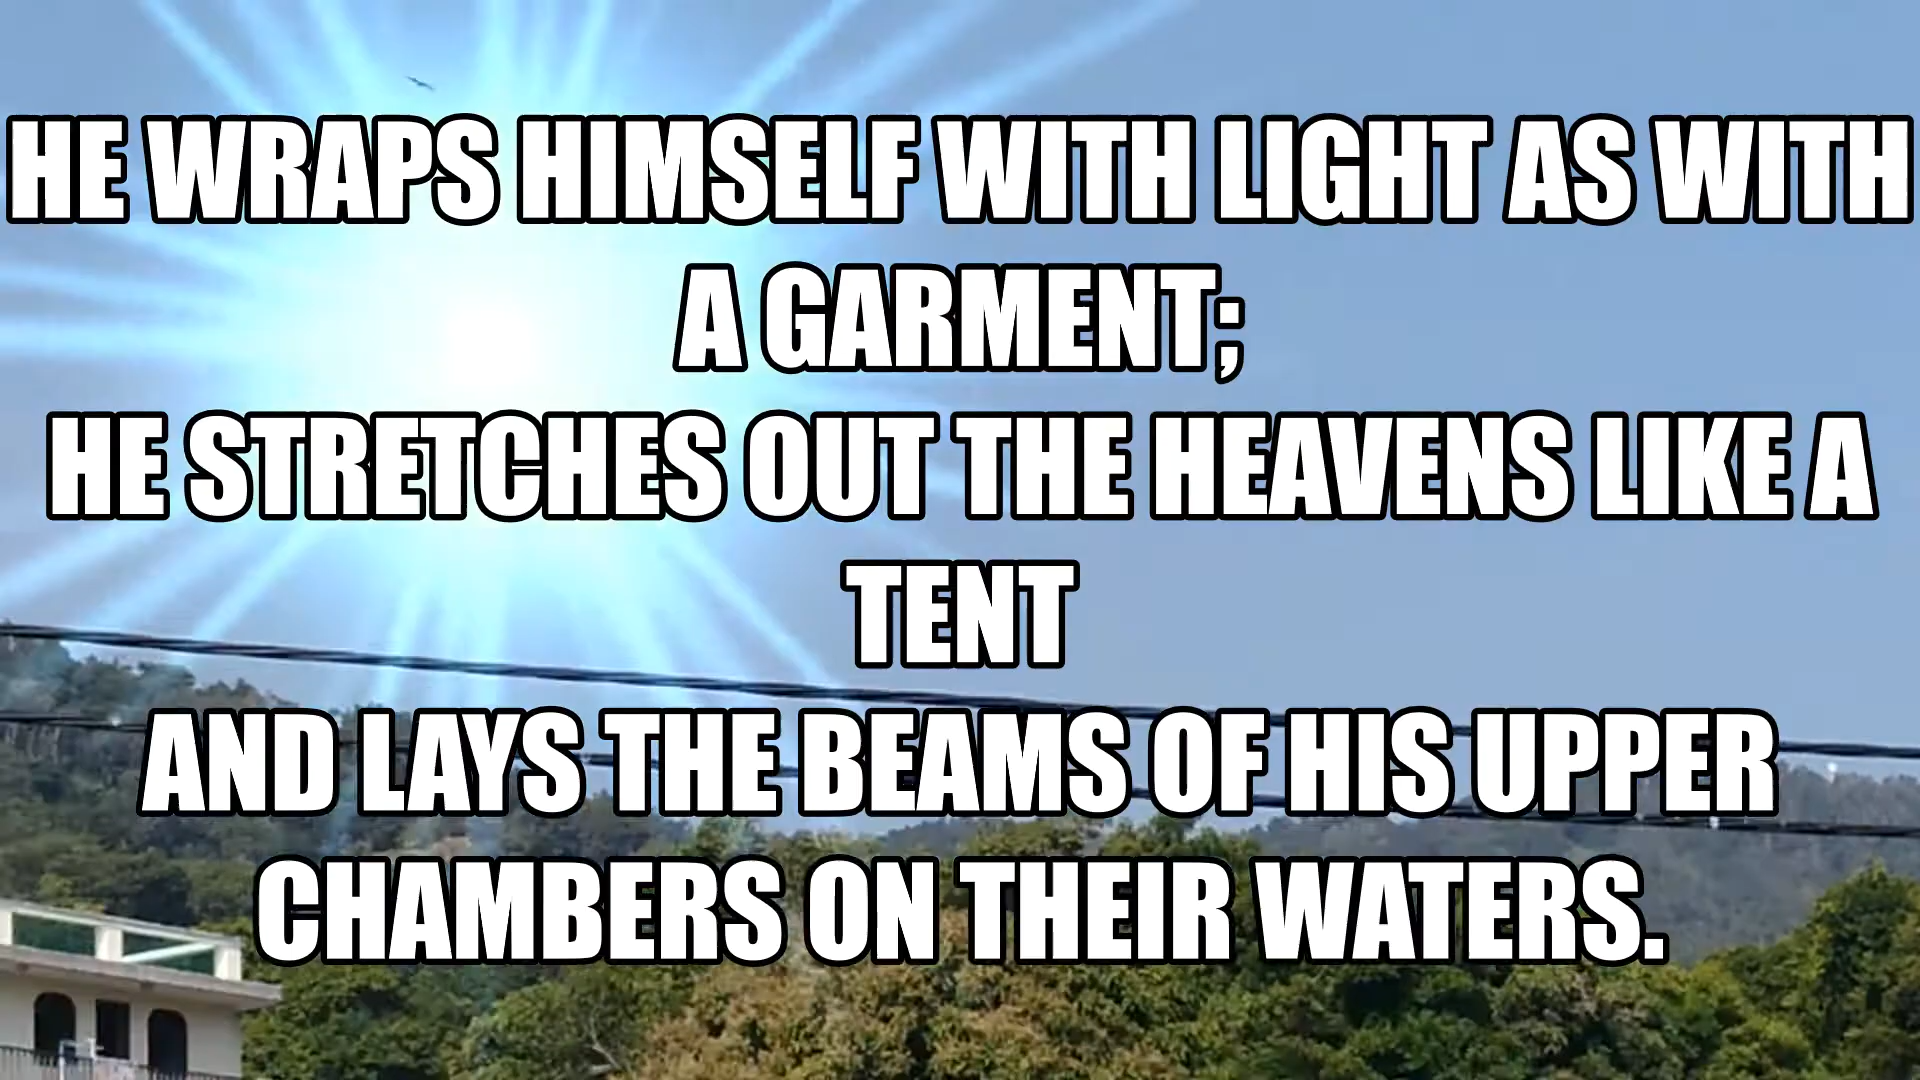 HE WRAPS HIMSELF WITH LIGHT AS WITH
A GARMENT;
HE STRETCHES OUT THE HEAVENS LIKE A
TENT
AND LAYS THE BEAMS OF HIS UPPER
CHAMBERS ON THEIR WATERS.